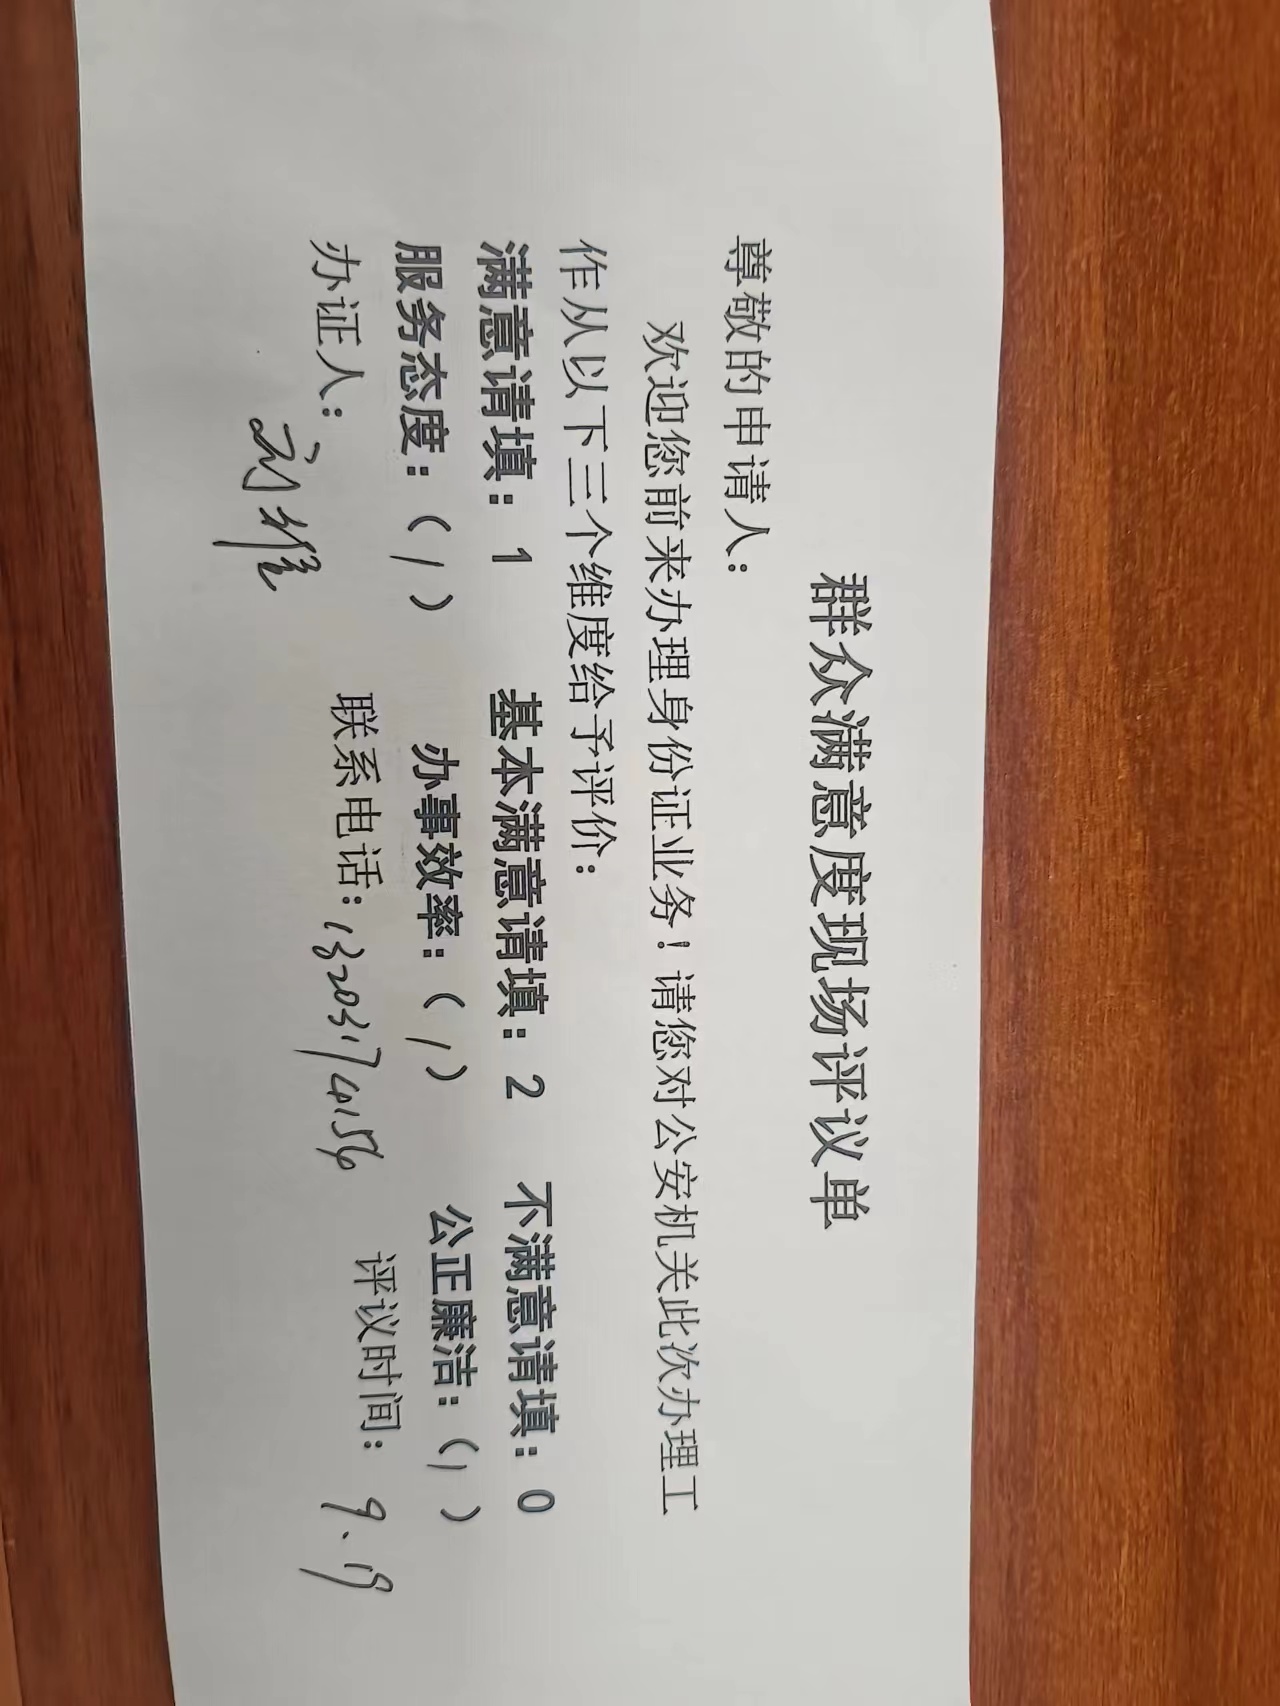 群众满意度现场评议单
尊敬的申请人：
欢迎您前来办理身份证业务！请您对公安机关此次办理工
作从以下三个维度给予评价：
满意请填：1 基本满意请填：2 不满意请填：0
服务态度：（1） 办事效率：（1） 公正廉洁：（1）
办证人： 联系电话：13203174156 评议时间：9.19